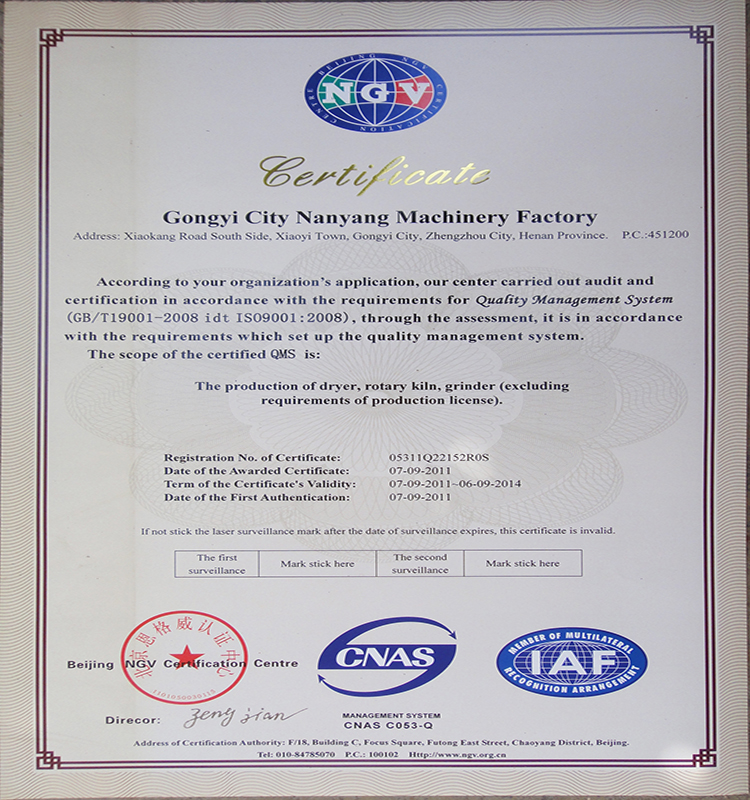 BEIJING NGV
NGV
CERTIFICATION CENTRE
Certificate
Gongyi City Nanyang Machinery Factory
Address: Xiaokang Road South Side, Xiaoyi Town, Gongyi City, Zhengzhou City, Henan Province. P.C.:451200
According to your organization's application, our center carried out audit and
certification in accordance with the requirements for Quality Management System
(GB/T19001-2008 idt ISO9001:2008), through the assessment, it is in accordance
with the requirements which set up the quality management system.
The scope of the certified QMS is:
The production of dryer, rotary kiln, grinder (excluding
requirements of production license).
Registration No. of Certificate: 05311Q22152R0S
Date of the Awarded Certificate: 07-09-2011
Term of the Certificate's Validity: 07-09-2011~06-09-2014
Date of the First Authentication: 07-09-2011
If not stick the laser surveillance mark after the date of surveillance expires, this certificate is invalid.
The first surveillance Mark stick here The second surveillance Mark stick here
北京恩格威认证中心
Beijing NGV Certification Centre
1101050030115
CNAS
MEMBER OF MULTILATERAL
IAF
RECOGNITION ARRANGEMENT
Direcor: Zeng Jian
MANAGEMENT SYSTEM
CNAS C053-Q
Address of Certification Authority: F/18, Building C, Focus Square, Futong East Street, Chaoyang District, Beijing.
Tel: 010-84785070 P.C.: 100102 Http://www.ngv.org.cn